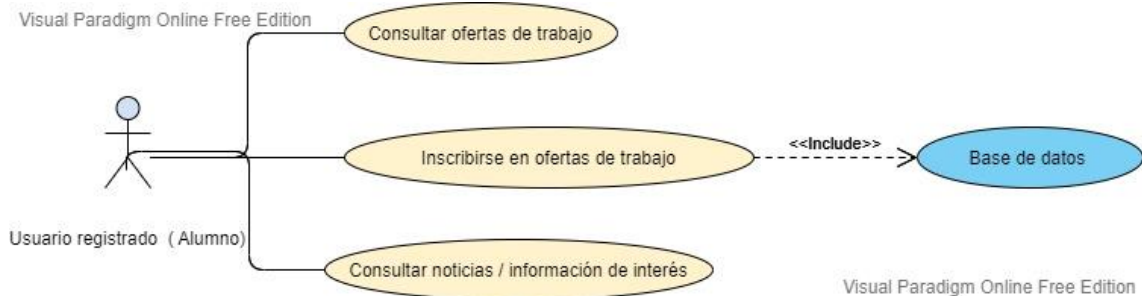 Visual Paradigm Online Free Edition
Consultar ofertas de trabajo
Inscribirse en ofertas de trabajo
<<Include>>
Base de datos
Usuario registrado ( Alumno)
Consultar noticias / información de interés
Visual Paradigm Online Free Edition